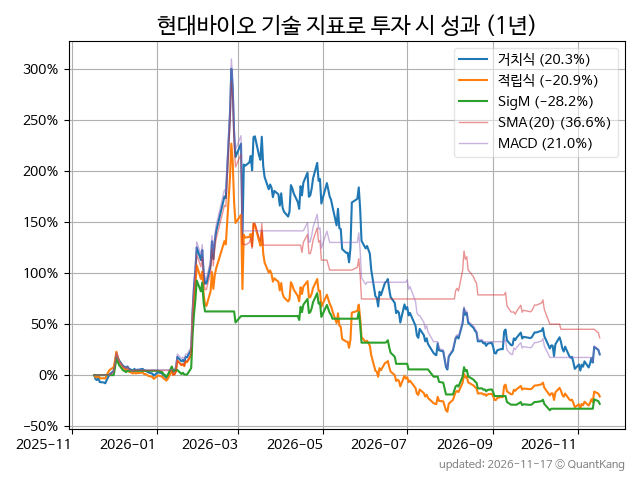 현대바이오 기술 지표로 투자 시 성과 (1년)
거치식 (20.3%)
적립식 (−20.9%)
SigM (−28.2%)
SMA(20) (36.6%)
MACD (21.0%)
300%
250%
200%
150%
100%
50%
0%
−50%
2025-11 2026-01 2026-03 2026-05 2026-07 2026-09 2026-11
updated: 2026-11-17 © QuantKang